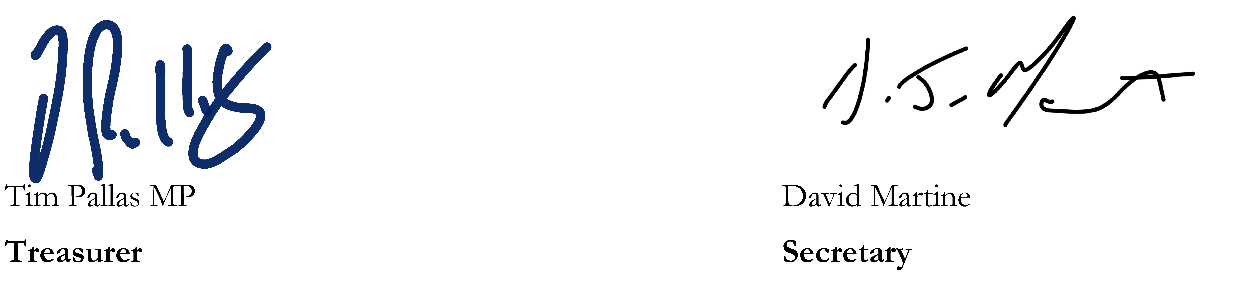 Tim Pallas MP
Treasurer
David Martine
Secretary